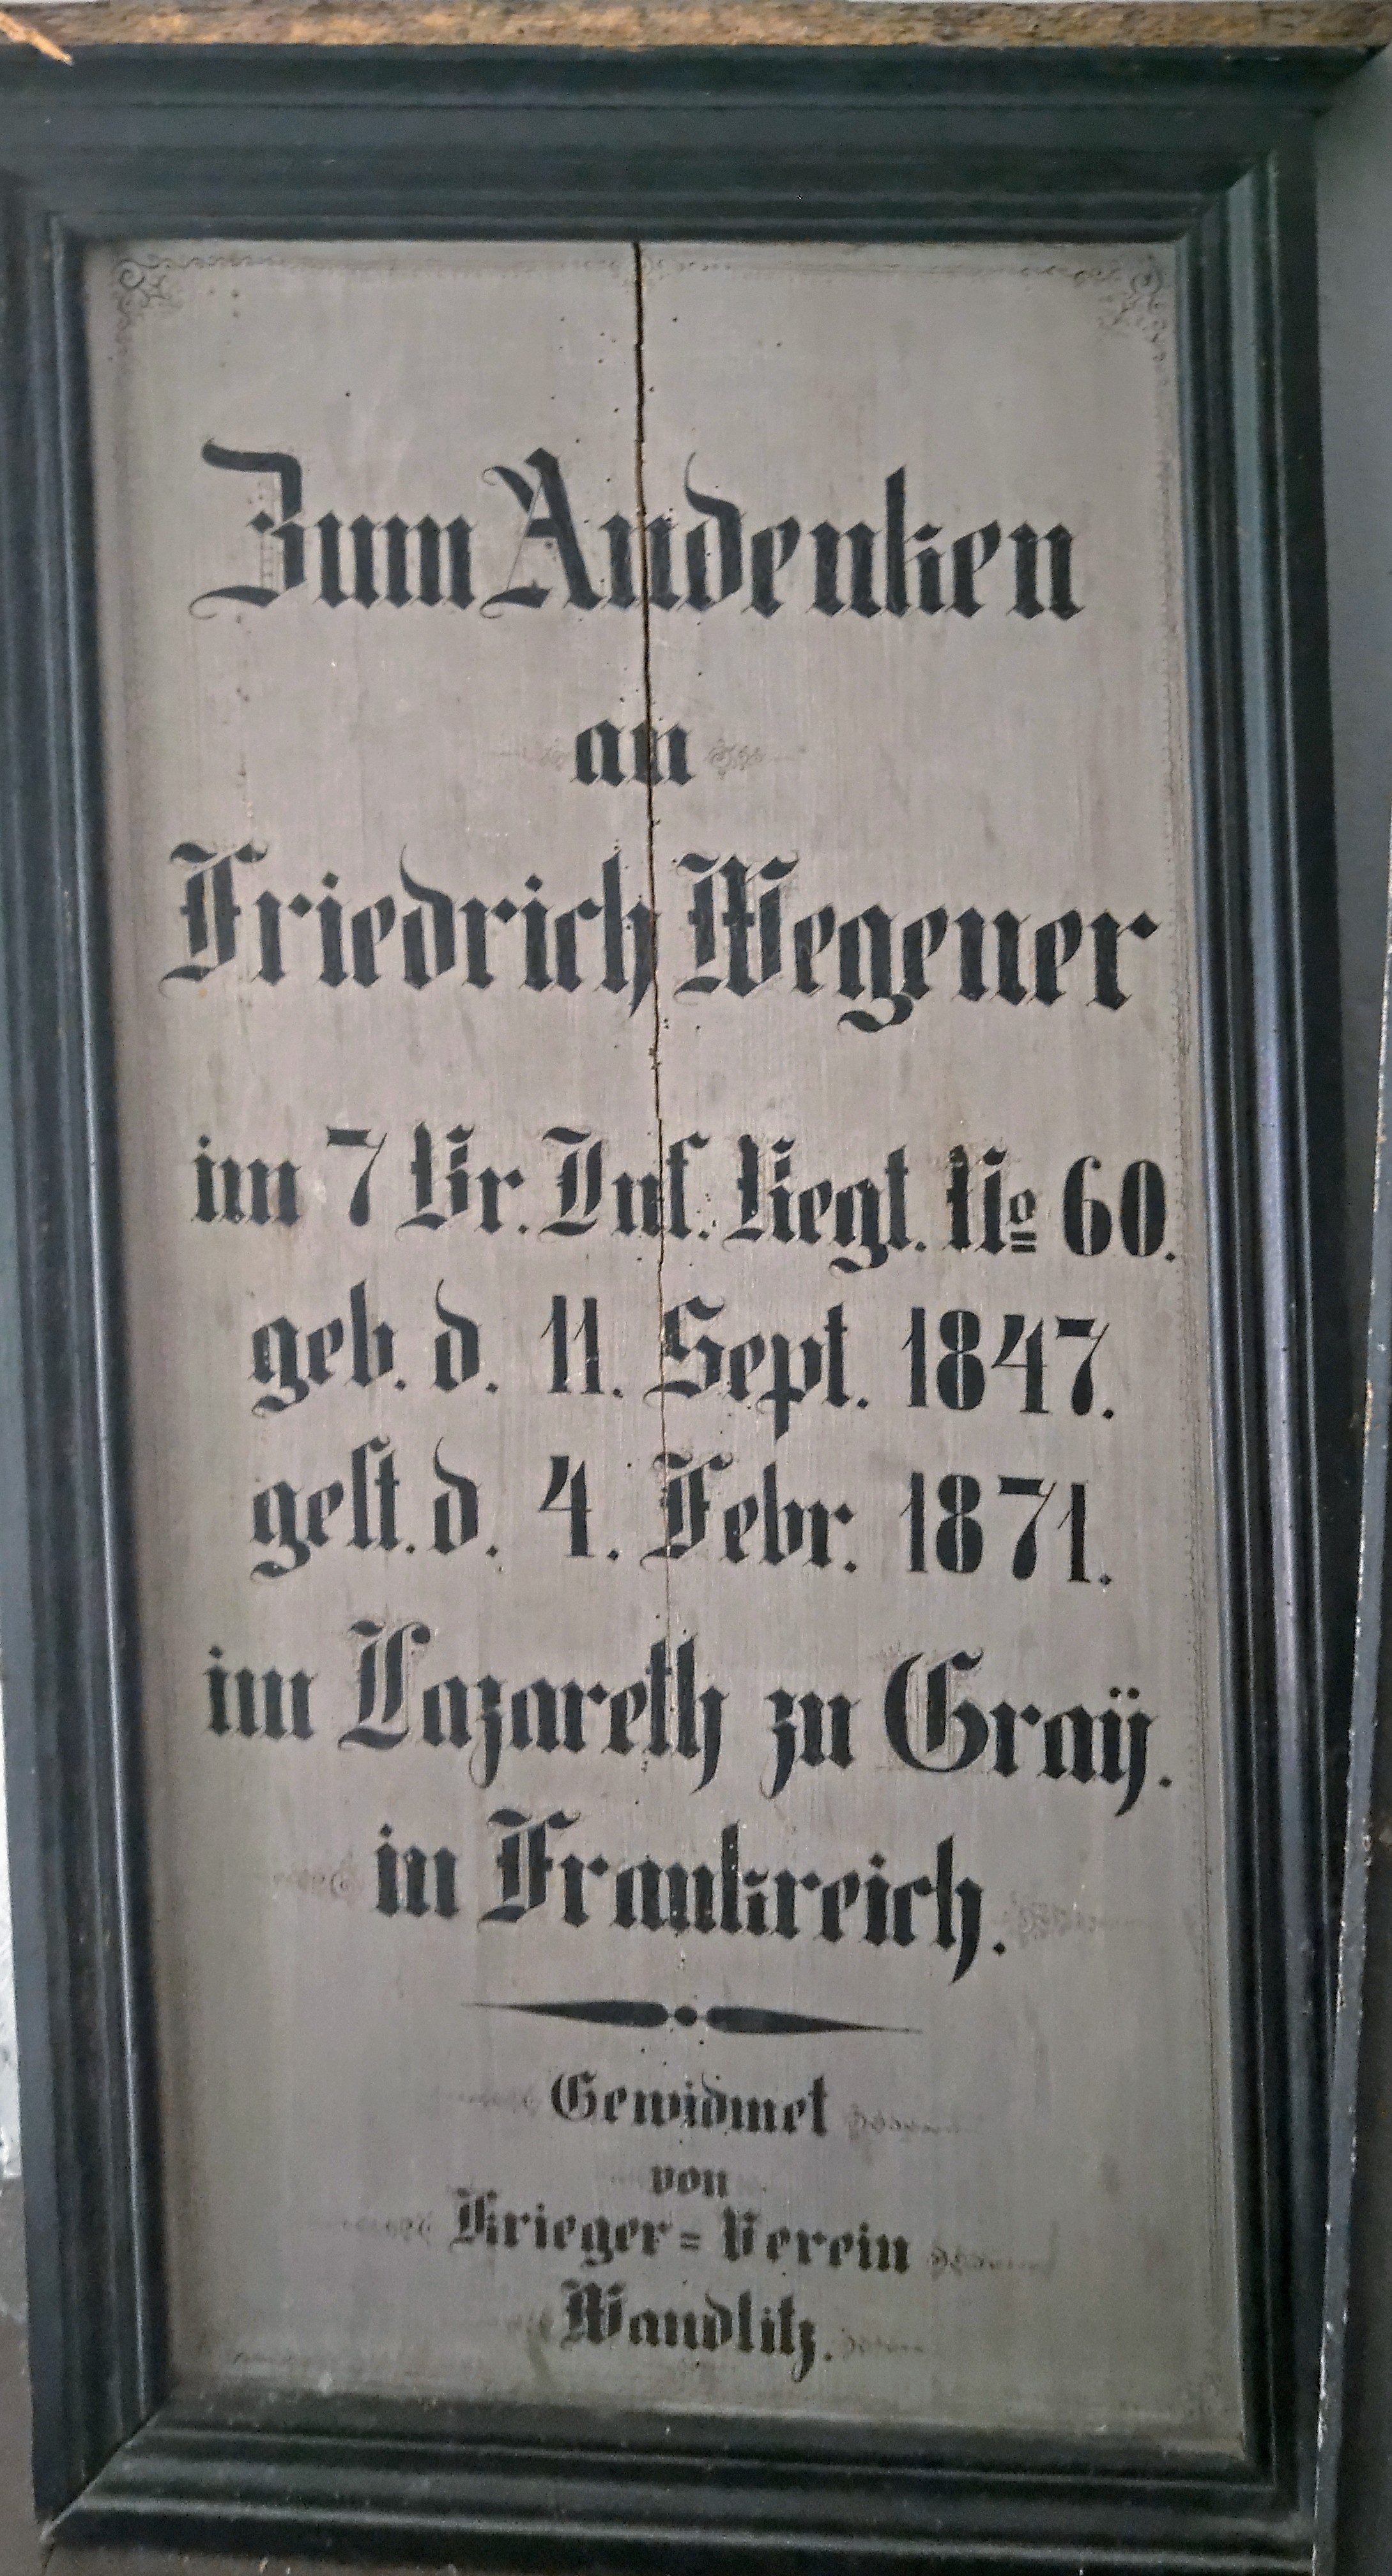 Zum Andenken
an
Friedrich Wegener
im 7 Br. Inf. Regt. No 60.
geb. d. 11. Sept. 1847.
gest. d. 4. Febr. 1871.
im Lazareth zu Graÿ.
in Frankreich.
Gewidmet
von
Krieger=Verein
Wandlitz.